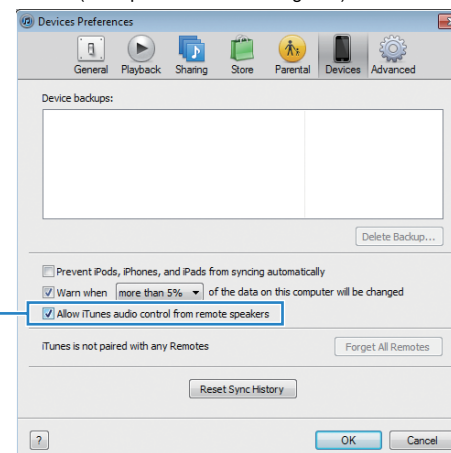 Devices Preferences
General Playback Sharing Store Parental Devices Advanced
Device backups:
Delete Backup...
Prevent iPods, iPhones, and iPads from syncing automatically
Warn when more than 5% of the data on this computer will be changed
Allow iTunes audio control from remote speakers
iTunes is not paired with any Remotes Forget All Remotes
Reset Sync History
? OK Cancel